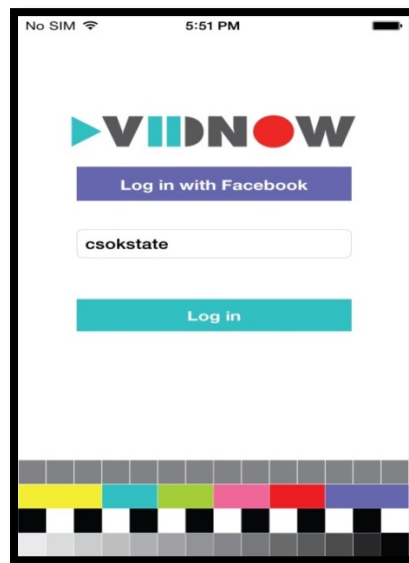 No SIM 5:51 PM
VIDNOW
Log in with Facebook
csokstate
Log in